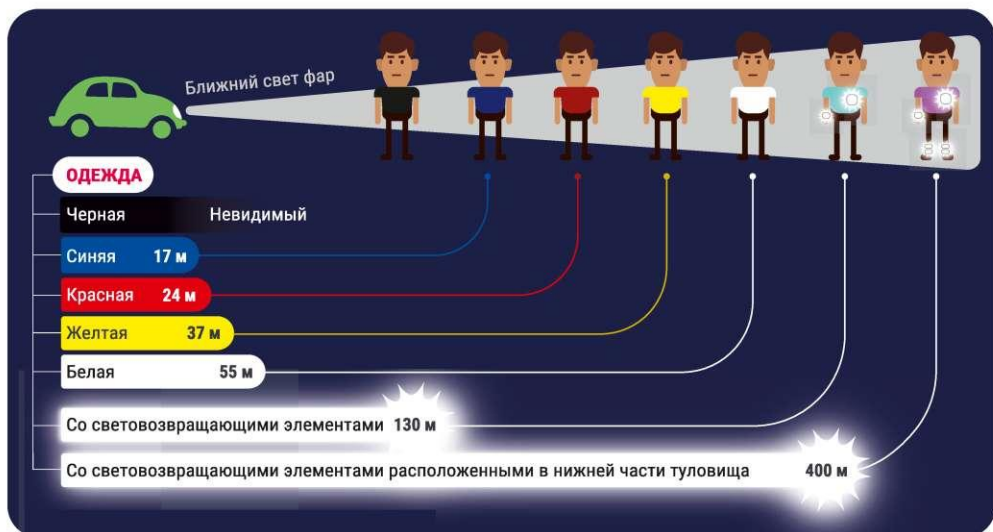 Ближний свет фар
ОДЕЖДА
Черная Невидимый
Синяя 17 м
Красная 24 м
Желтая 37 м
Белая 55 м
Со световозвращающими элементами 130 м
Со световозвращающими элементами расположенными в нижней части туловища 400 м